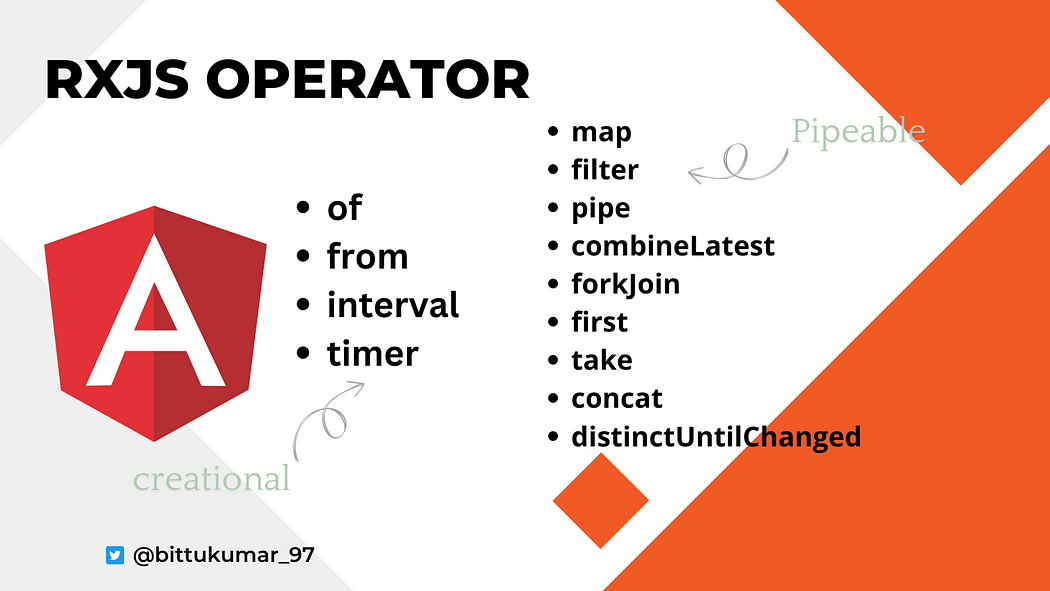 RXJS OPERATOR
• of
• from
• interval
• timer
creational
• map
• filter
• pipe
• combineLatest
• forkJoin
• first
• take
• concat
• distinctUntilChanged
Pipeable
@bittukumar_97